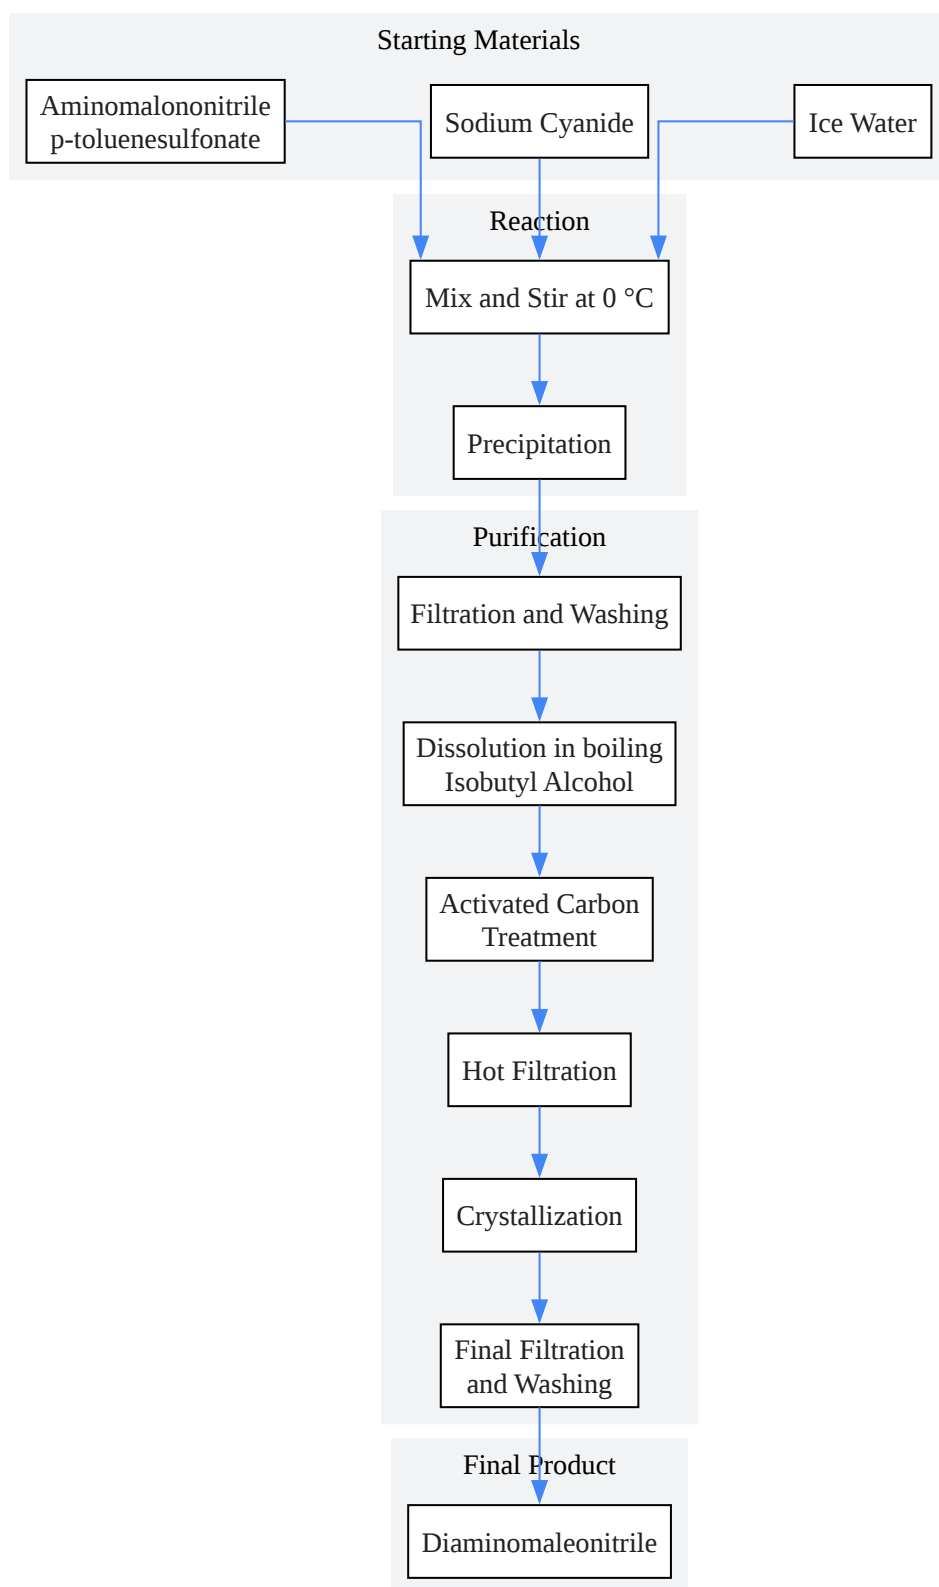 Starting Materials
Aminomalononitrile
p-toluenesulfonate
Sodium Cyanide
Ice Water
Reaction
Mix and Stir at 0 °C
Precipitation
Purification
Filtration and Washing
Dissolution in boiling
Isobutyl Alcohol
Activated Carbon
Treatment
Hot Filtration
Crystallization
Final Filtration
and Washing
Final Product
Diaminomaleonitrile